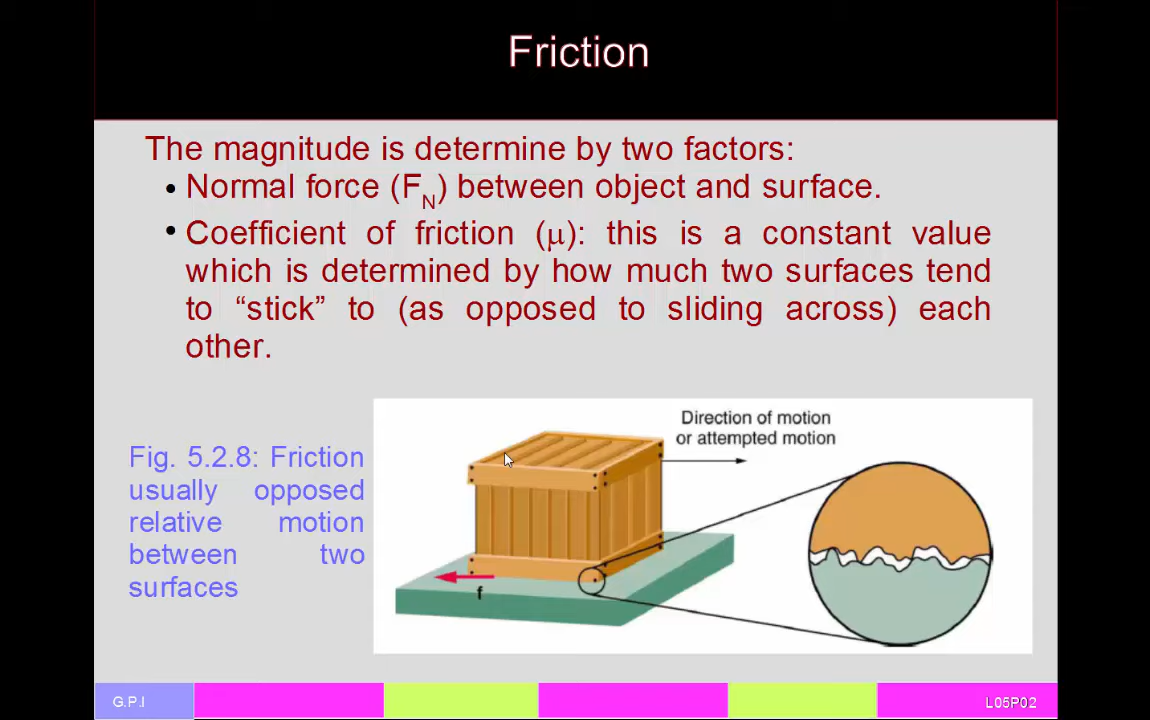 Friction
The magnitude is determine by two factors:
• Normal force (FN) between object and surface.
• Coefficient of friction (μ): this is a constant value
which is determined by how much two surfaces tend
to “stick” to (as opposed to sliding across) each
other.
Fig. 5.2.8: Friction
usually opposed
relative motion
between two
surfaces
Direction of motion
or attempted motion
f
G.P.I
L05P02